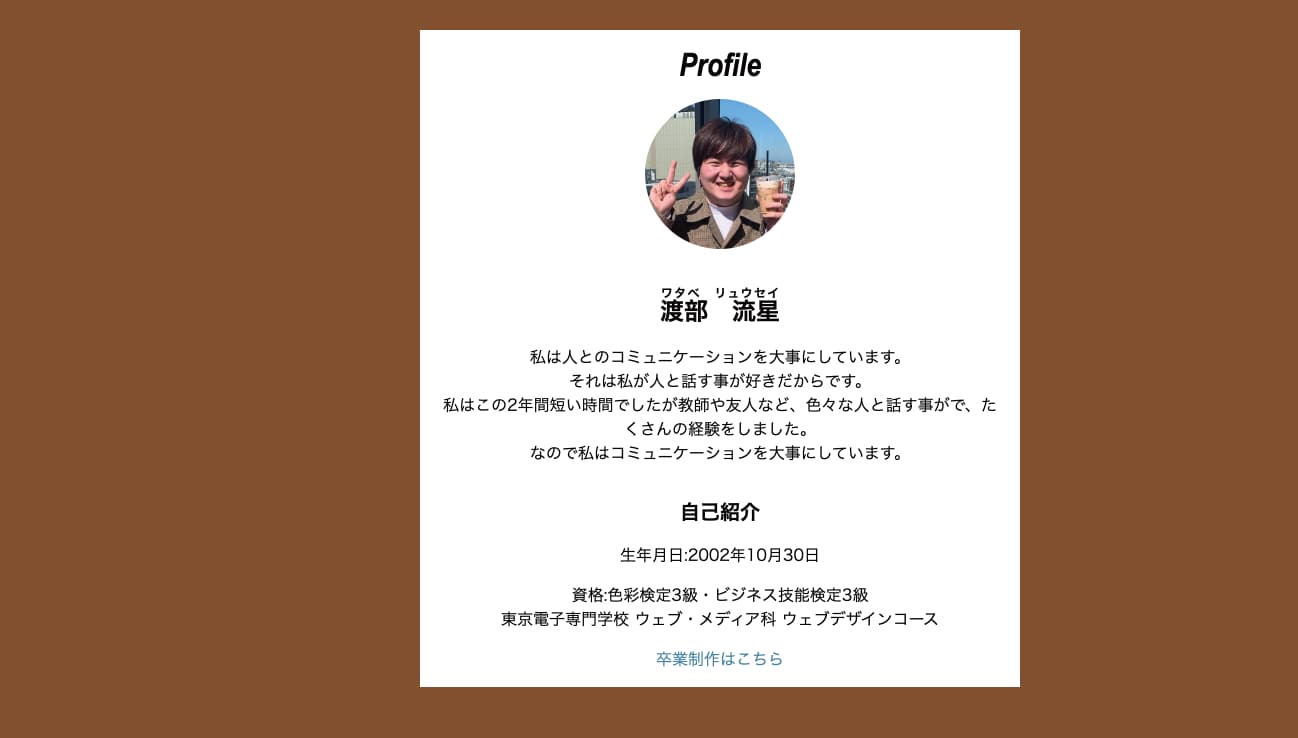 Profile
ワタベ　リュウセイ
渡部　流星
私は人とのコミュニケーションを大事にしています。
それは私が人と話す事が好きだからです。
私はこの2年間短い時間でしたが教師や友人など、色々な人と話す事がで、た
くさんの経験をしました。
なので私はコミュニケーションを大事にしています。
自己紹介
生年月日:2002年10月30日
資格:色彩検定3級・ビジネス技能検定3級
東京電子専門学校 ウェブ・メディア科 ウェブデザインコース
卒業制作はこちら